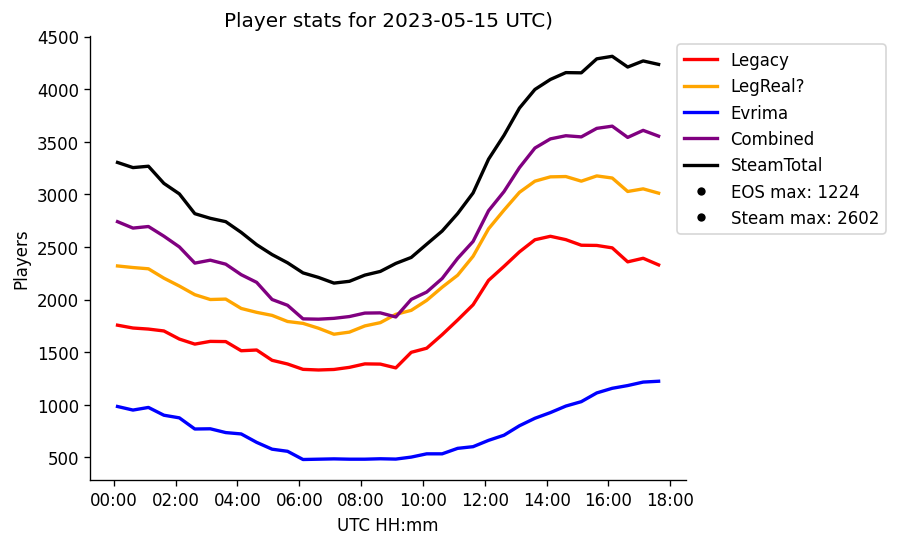 Player stats for 2023-05-15 UTC)
4500
4000
3500
3000
2500
2000
1500
1000
500
Players
00:00 02:00 04:00 06:00 08:00 10:00 12:00 14:00 16:00 18:00
UTC HH:mm
Legacy
LegReal?
Evrima
Combined
SteamTotal
EOS max: 1224
Steam max: 2602